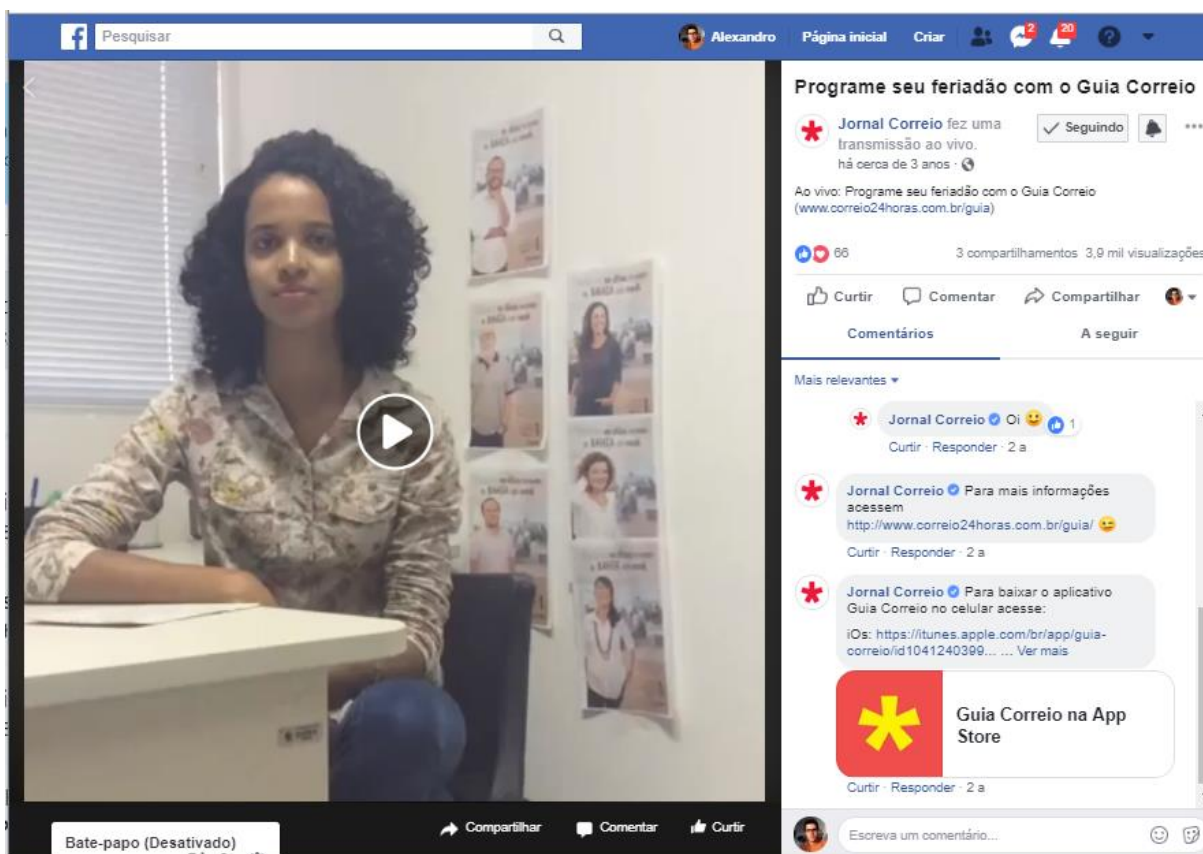 Pesquisar
Alexandro Página inicial Criar 2 20
Programe seu feriadão com o Guia Correio
Jornal Correio fez uma
transmissão ao vivo.
há cerca de 3 anos ·
Seguindo
Ao vivo: Programe seu feriadão com o Guia Correio
(www.correio24horas.com.br/guia)
66 3 compartilhamentos 3,9 mil visualizações
Curtir Comentar Compartilhar
Comentários A seguir
Mais relevantes
Jornal Correio Oi 1
Curtir · Responder · 2 a
Jornal Correio Para mais informações
acessem
http://www.correio24horas.com.br/guia/
Curtir · Responder · 2 a
Jornal Correio Para baixar o aplicativo
Guia Correio no celular acesse:
iOs: https://itunes.apple.com/br/app/guia-
correio/id1041240399... ... Ver mais
Guia Correio na App
Store
Curtir · Responder · 2 a
Escreva um comentário...
Compartilhar Comentar Curtir
Bate-papo (Desativado)